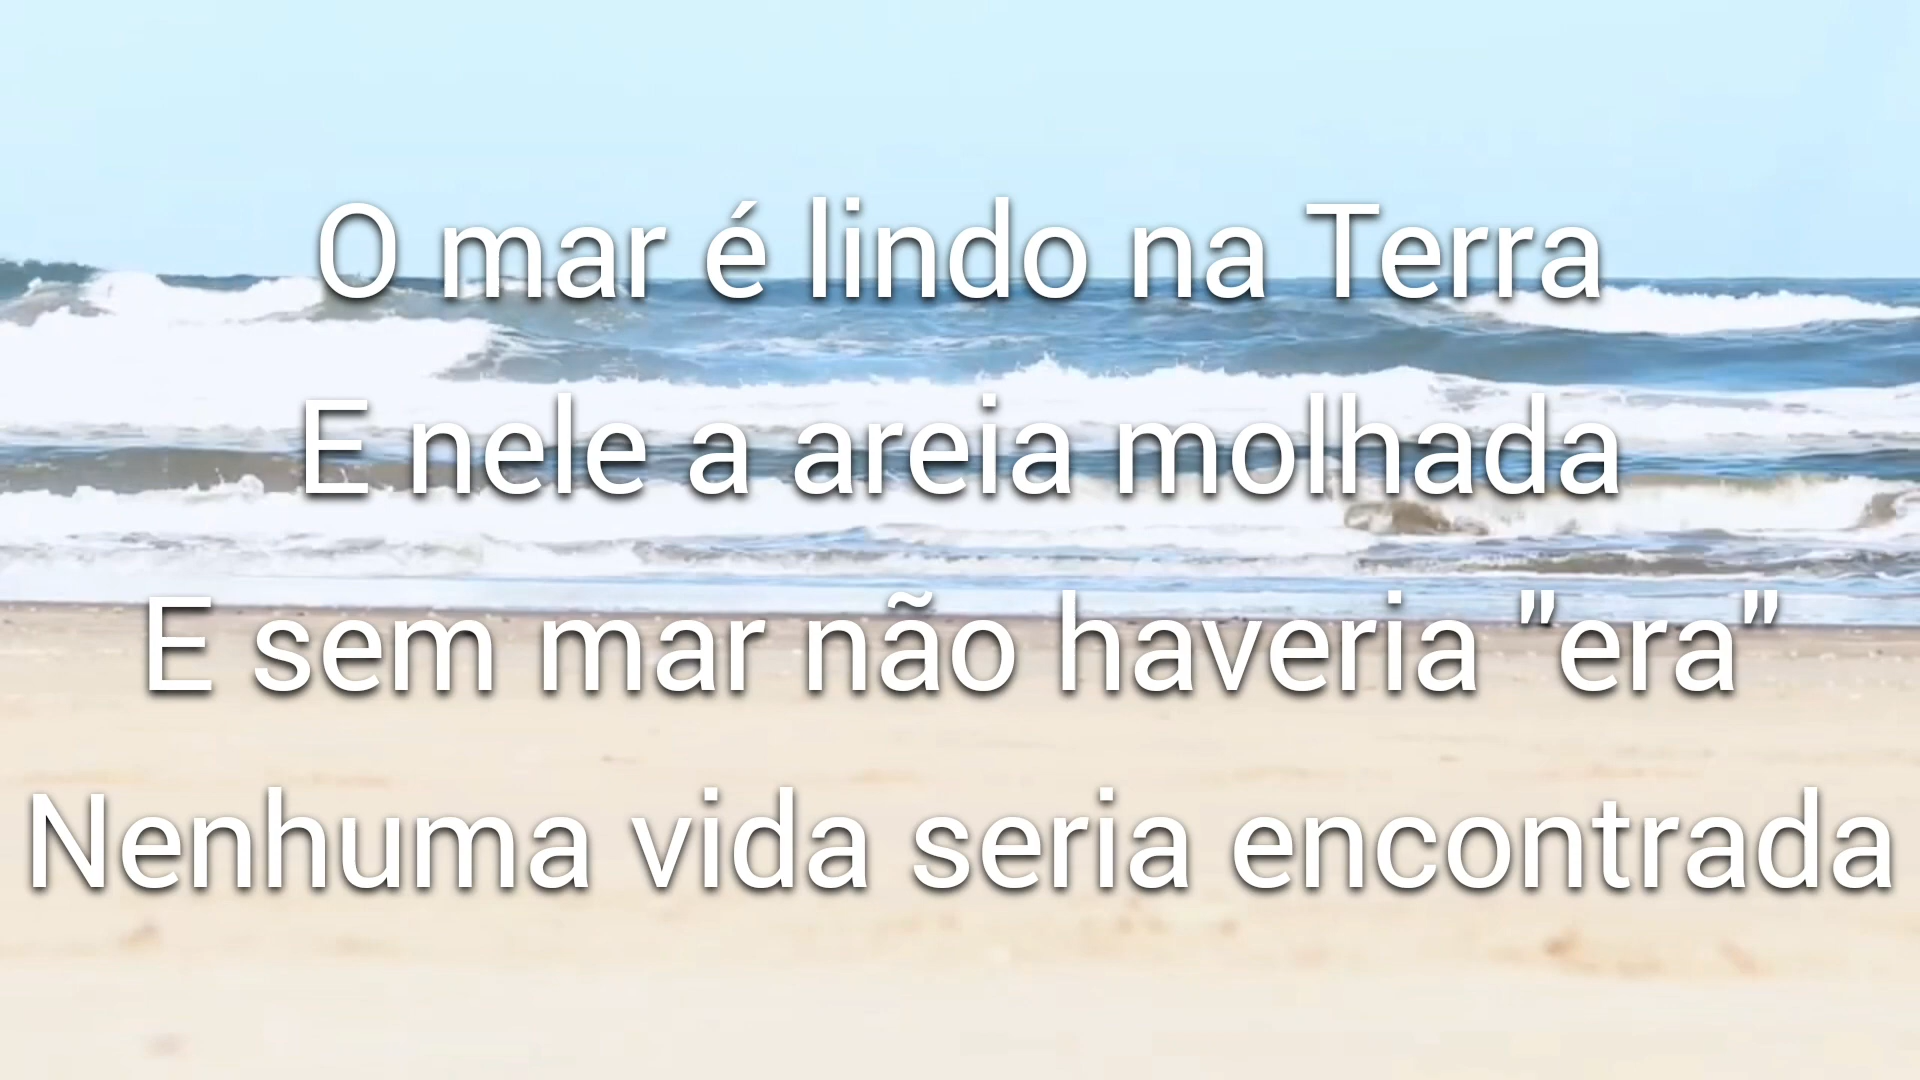 O mar é lindo na Terra
E nele a areia molhada
E sem mar não haveria "era"
Nenhuma vida seria encontrada